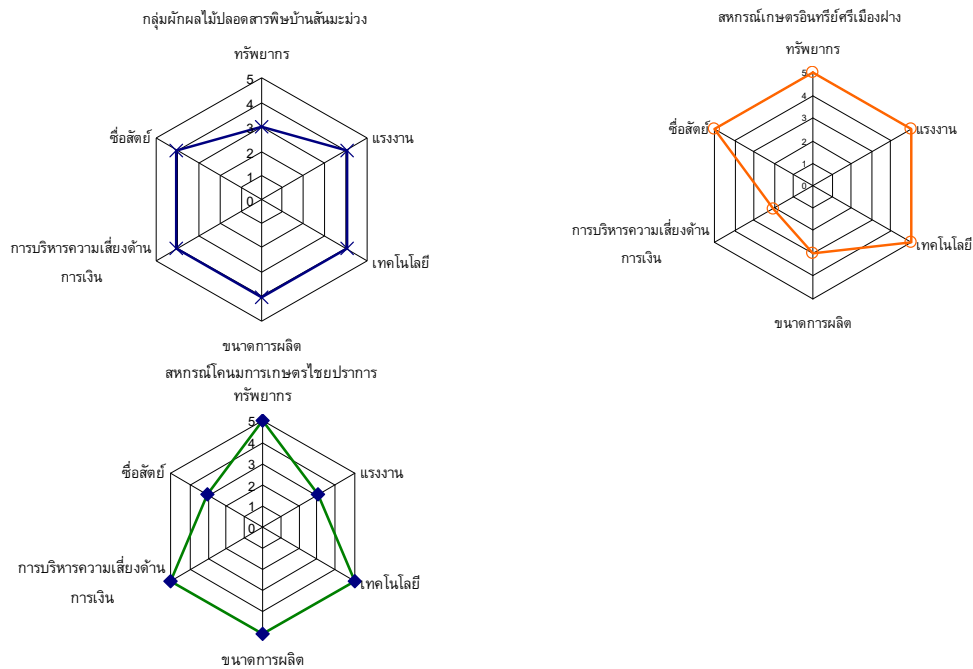 กลุ่มผักผลไม้ปลอดสารพิษบ้านสันมะม่วง
ทรัพยากร
5
4
3
2
1
0
ซื่อสัตย์
แรงงาน
การบริหารความเสี่ยงด้าน
การเงิน
เทคโนโลยี
ขนาดการผลิต
สหกรณ์เกษตรอินทรีย์ศรีเมืองฝาง
ทรัพยากร
5
4
3
2
1
0
ซื่อสัตย์
แรงงาน
การบริหารความเสี่ยงด้าน
การเงิน
เทคโนโลยี
ขนาดการผลิต
สหกรณ์โคนมการเกษตรไชยปราการ
ทรัพยากร
5
4
3
2
1
0
ซื่อสัตย์
แรงงาน
การบริหารความเสี่ยงด้าน
การเงิน
เทคโนโลยี
ขนาดการผลิต